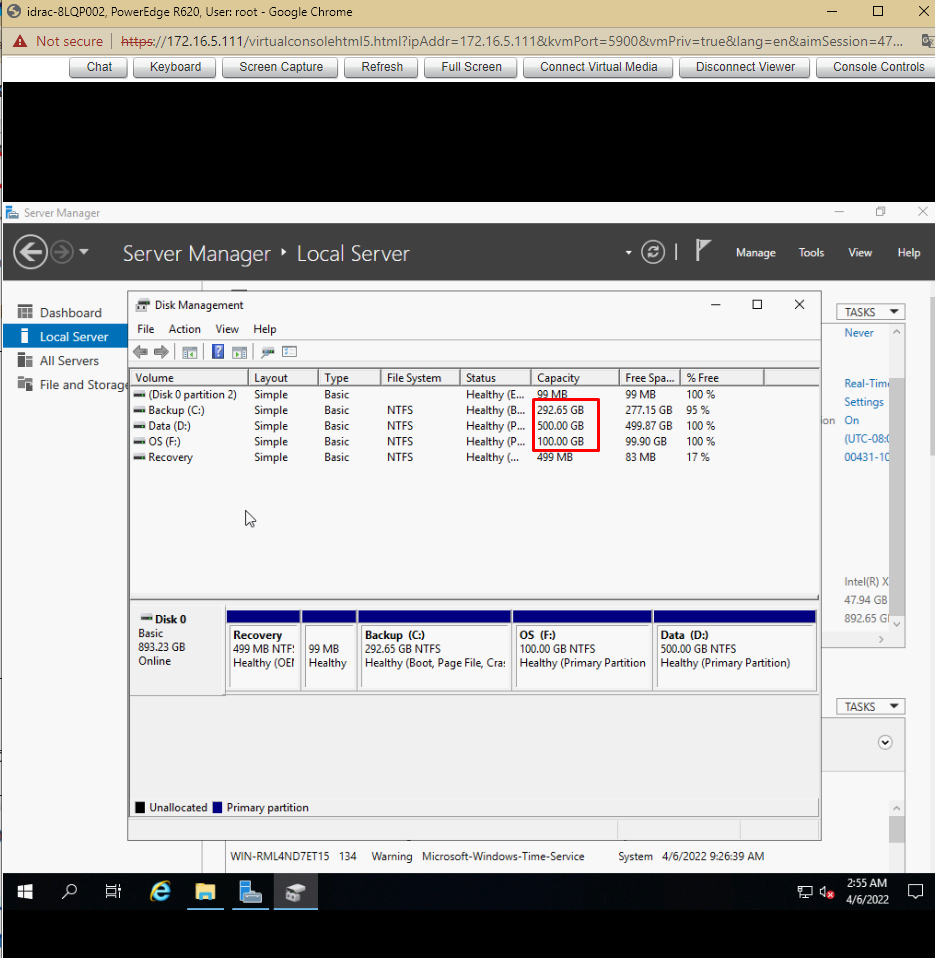 idrac-8LQP002, PowerEdge R620, User: root - Google Chrome
Not secure | https://172.16.5.111/virtualconsolehtml5.html?ipAddr=172.16.5.111&kvmPort=5900&vmPriv=true&lang=en&aimSession=47...
Chat Keyboard Screen Capture Refresh Full Screen Connect Virtual Media Disconnect Viewer Console Controls
Server Manager
Server Manager • Local Server Manage Tools View Help
Dashboard
Local Server
All Servers
File and Storage
Disk Management
File Action View Help
Volume Layout Type File System Status Capacity Free Spa... % Free
(Disk 0 partition 2) Simple Basic Healthy (E... 99 MB 99 MB 100 %
Backup (C:) Simple Basic NTFS Healthy (B... 292.65 GB 277.15 GB 95 %
Data (D:) Simple Basic NTFS Healthy (P... 500.00 GB 499.87 GB 100 %
OS (F:) Simple Basic NTFS Healthy (P... 100.00 GB 99.90 GB 100 %
Recovery Simple Basic NTFS Healthy (... 499 MB 83 MB 17 %
TASKS
Never
Real-Time
Settings
ion On
(UTC-08:0
00431-10
Intel(R) X
47.94 GB
892.65 G
Disk 0
Basic
893.23 GB
Online
Recovery
499 MB NTF
Healthy (OEI
99 MB
Healthy
Backup (C:)
292.65 GB NTFS
Healthy (Boot, Page File, Cras
OS (F:)
100.00 GB NTFS
Healthy (Primary Partition
Data (D:)
500.00 GB NTFS
Healthy (Primary Partition)
TASKS
Unallocated Primary partition
WIN-RML4ND7ET15 134 Warning Microsoft-Windows-Time-Service System 4/6/2022 9:26:39 AM
2:55 AM
4/6/2022